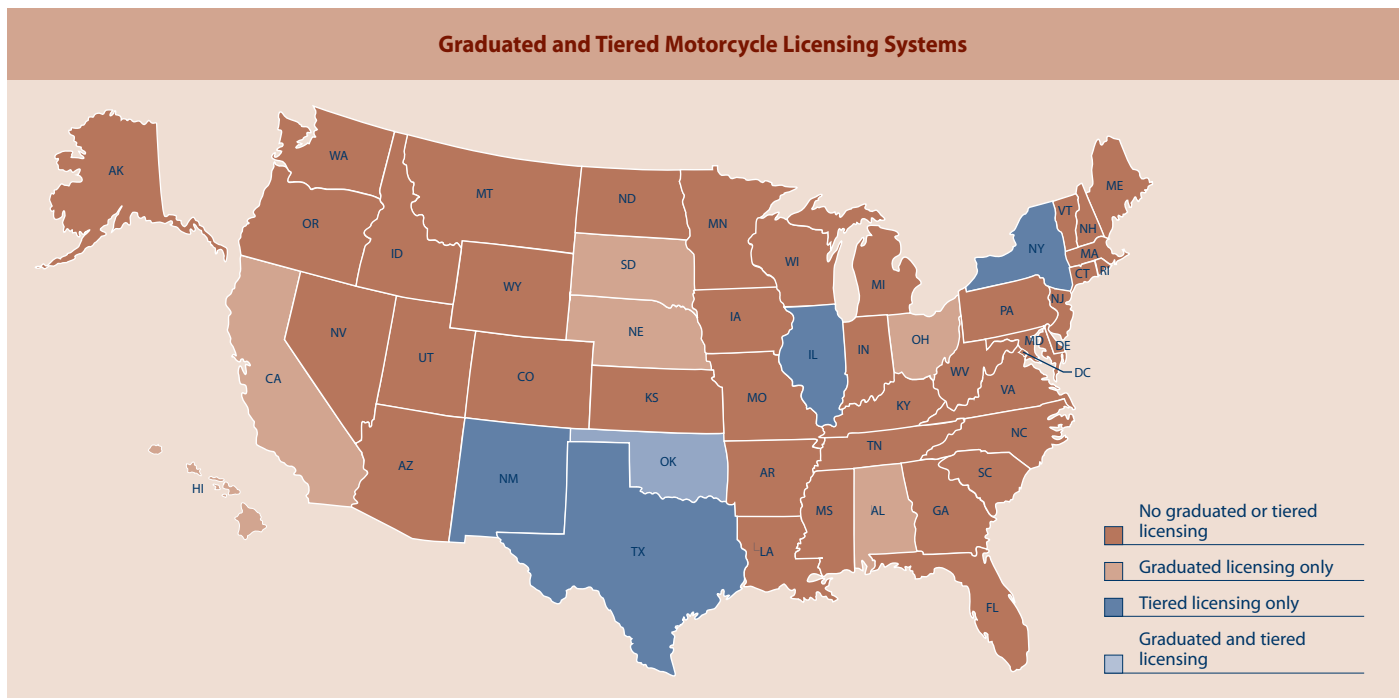 Graduated and Tiered Motorcycle Licensing Systems
AK
WA
MT
ND
MN
ME
OR
ID
VT
NH
NY
MA
SD
WI
CT
RI
WY
MI
NJ
PA
IA
NE
NV
OH
MD
DE
IL
IN
UT
WV
DC
CA
CO
VA
KS
MO
KY
NC
TN
OK
AZ
AR
SC
NM
HI
MS
AL
GA
TX
LA
FL
No graduated or tiered
licensing
Graduated licensing only
Tiered licensing only
Graduated and tiered
licensing